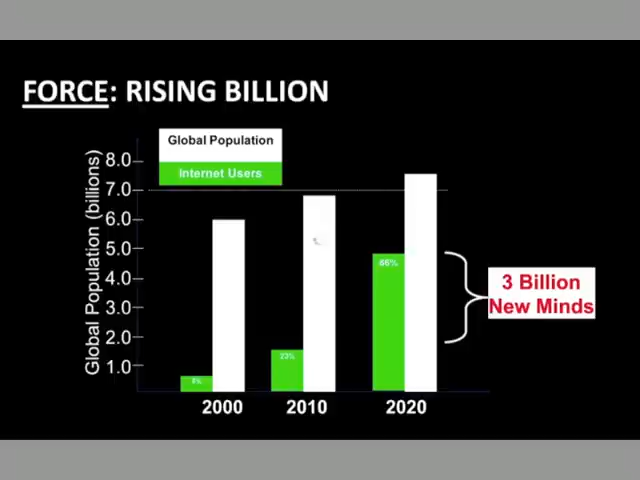 FORCE: RISING BILLION
Global Population
Internet Users
Global Population (billions)
8.0
7.0
6.0
5.0
4.0
3.0
2.0
1.0
23%
66%
3 Billion
New Minds
2000
2010
2020